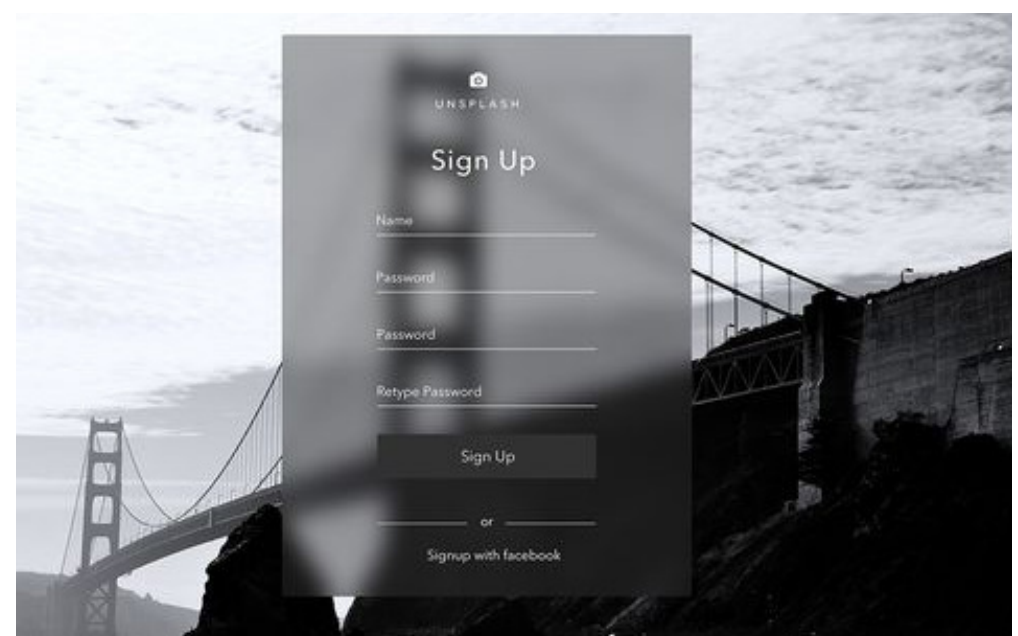 UNSPLASH
Sign Up
Name
Password
Password
Retype Password
Sign Up
or
Signup with facebook